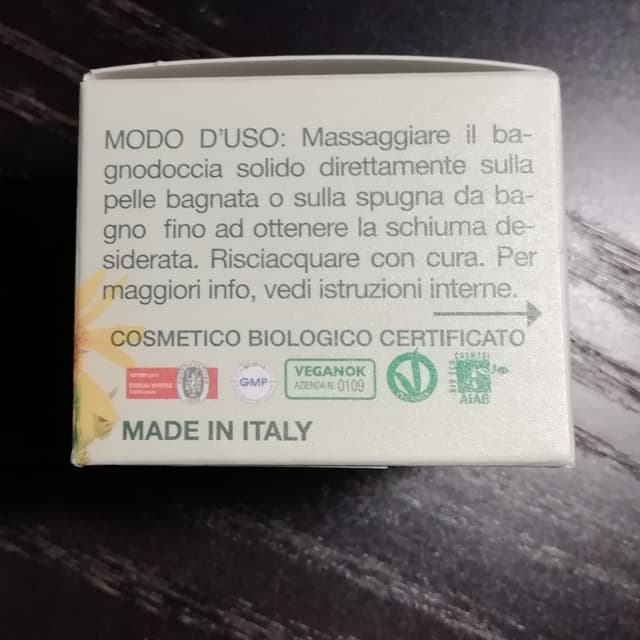 MODO D'USO: Massaggiare il ba-
gnodoccia solido direttamente sulla
pelle bagnata o sulla spugna da ba-
gno fino ad ottenere la schiuma de-
siderata. Risciacquare con cura. Per
maggiori info, vedi istruzioni interne.
COSMETICO BIOLOGICO CERTIFICATO
BUREAU VERITAS
GMP
VEGANOK
AZIENDA N. 0109
AIAB
MADE IN ITALY